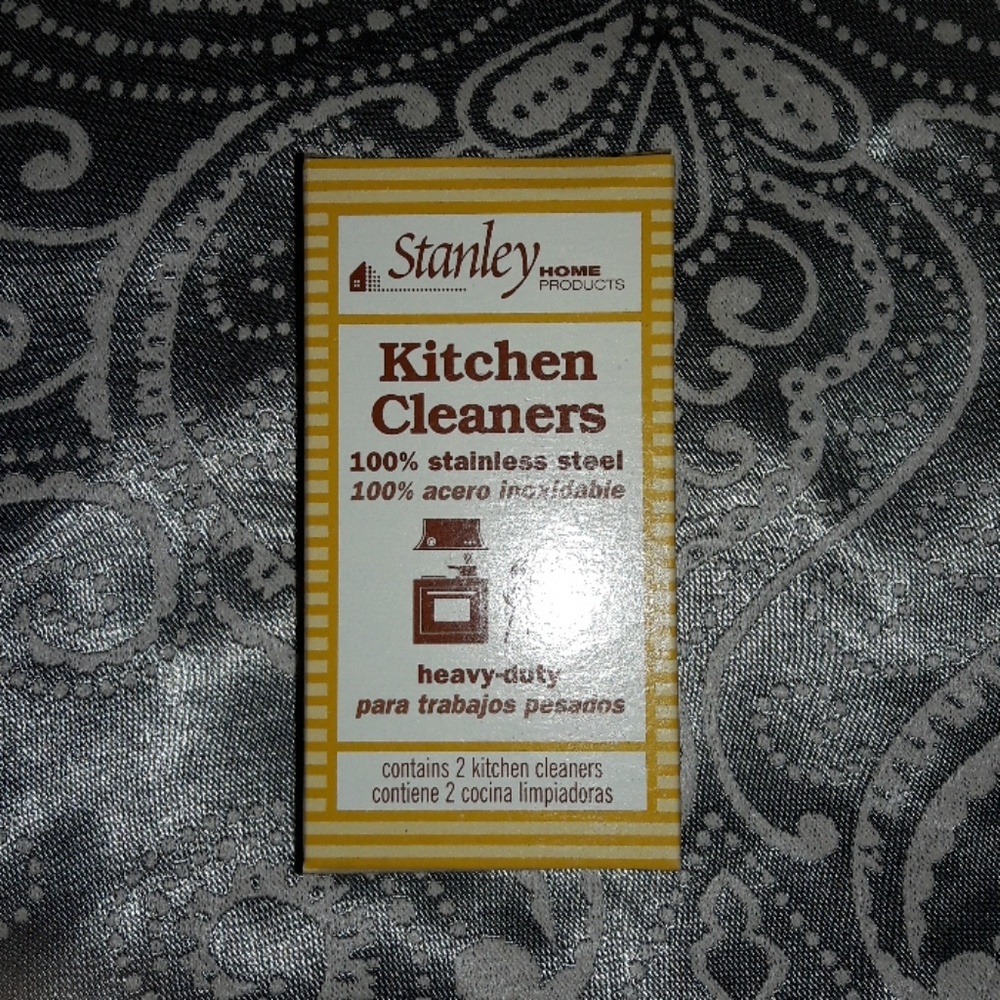 Stanley HOME
PRODUCTS
Kitchen
Cleaners
100% stainless steel
100% acero inoxidable
heavy-duty
para trabajos pesados
contains 2 kitchen cleaners
contiene 2 cocina limpiadoras